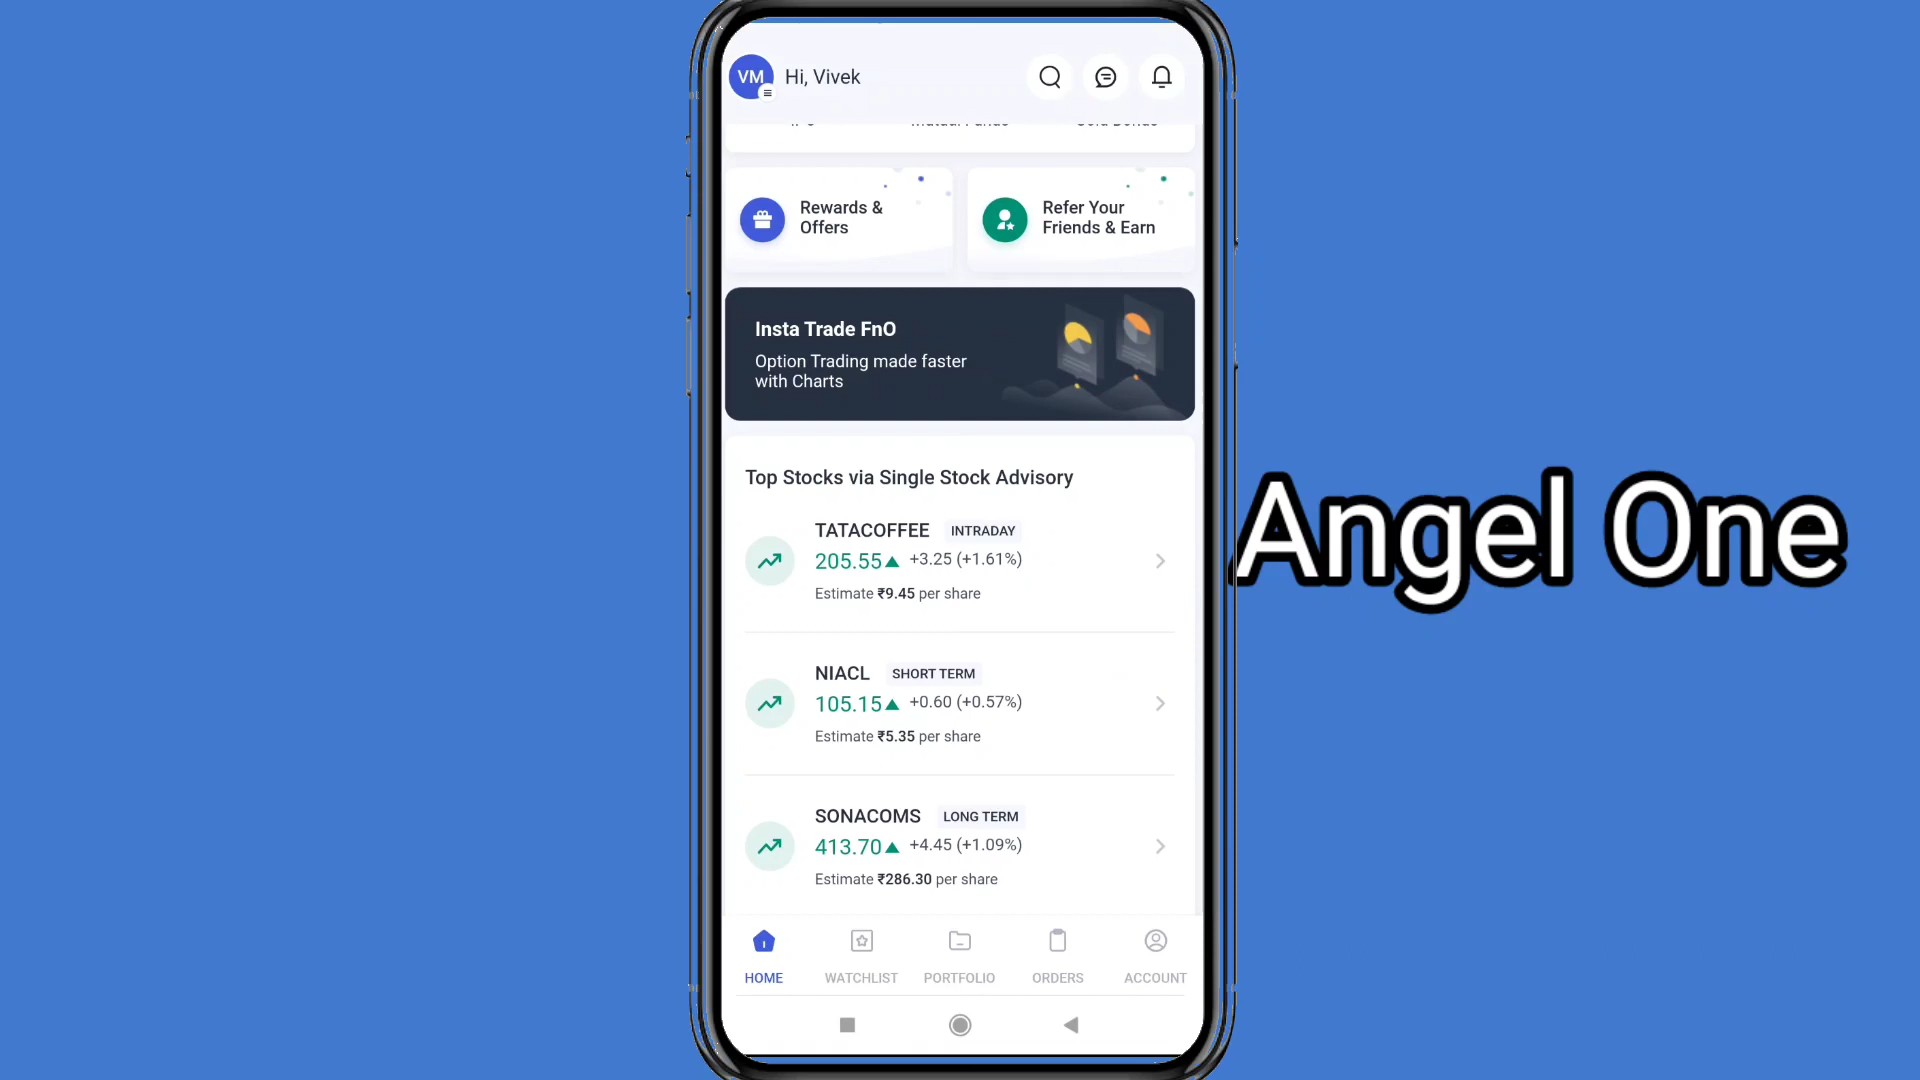 VM Hi, Vivek
Rewards &
Offers
Refer Your
Friends & Earn
Insta Trade FnO
Option Trading made faster
with Charts
Top Stocks via Single Stock Advisory
TATACOFFEE INTRADAY
205.55 +3.25 (+1.61%)
Estimate ₹9.45 per share
NIACL SHORT TERM
105.15 +0.60 (+0.57%)
Estimate ₹5.35 per share
SONACOMS LONG TERM
413.70 +4.45 (+1.09%)
Estimate ₹286.30 per share
HOME WATCHLIST PORTFOLIO ORDERS ACCOUNT
Angel One